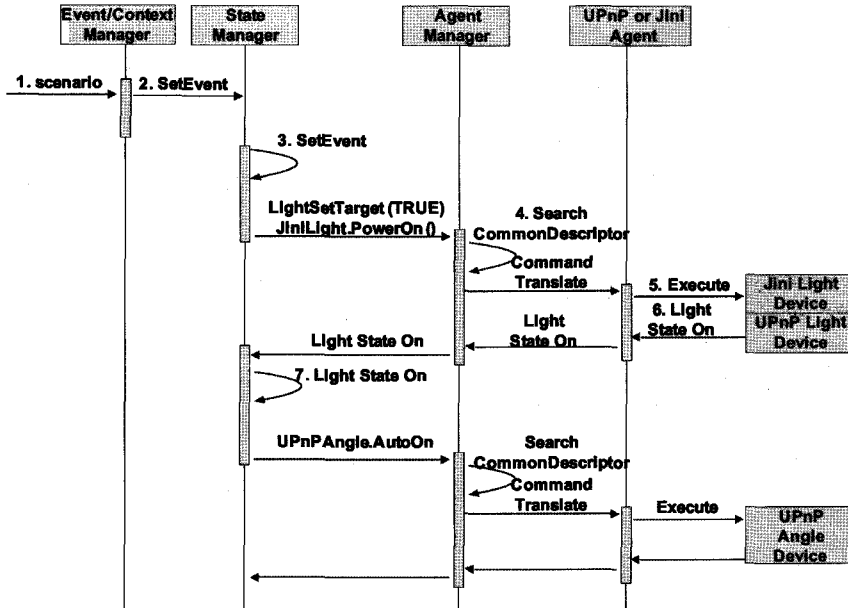 Event/Context
Manager
State
Manager
Agent
Manager
UPnP or Jini
Agent
1. scenario
2. SetEvent
3. SetEvent
LightSetTarget (TRUE)
JiniLight.PowerOn ()
4. Search
CommonDescriptor
Command
Translate
5. Execute
Jini Light
Device
6. Light
State On
UPnP Light
Device
Light
State On
Light State On
7. Light State On
UPnPAngle.AutoOn
Search
CommonDescriptor
Command
Translate
Execute
UPnP
Angle
Device